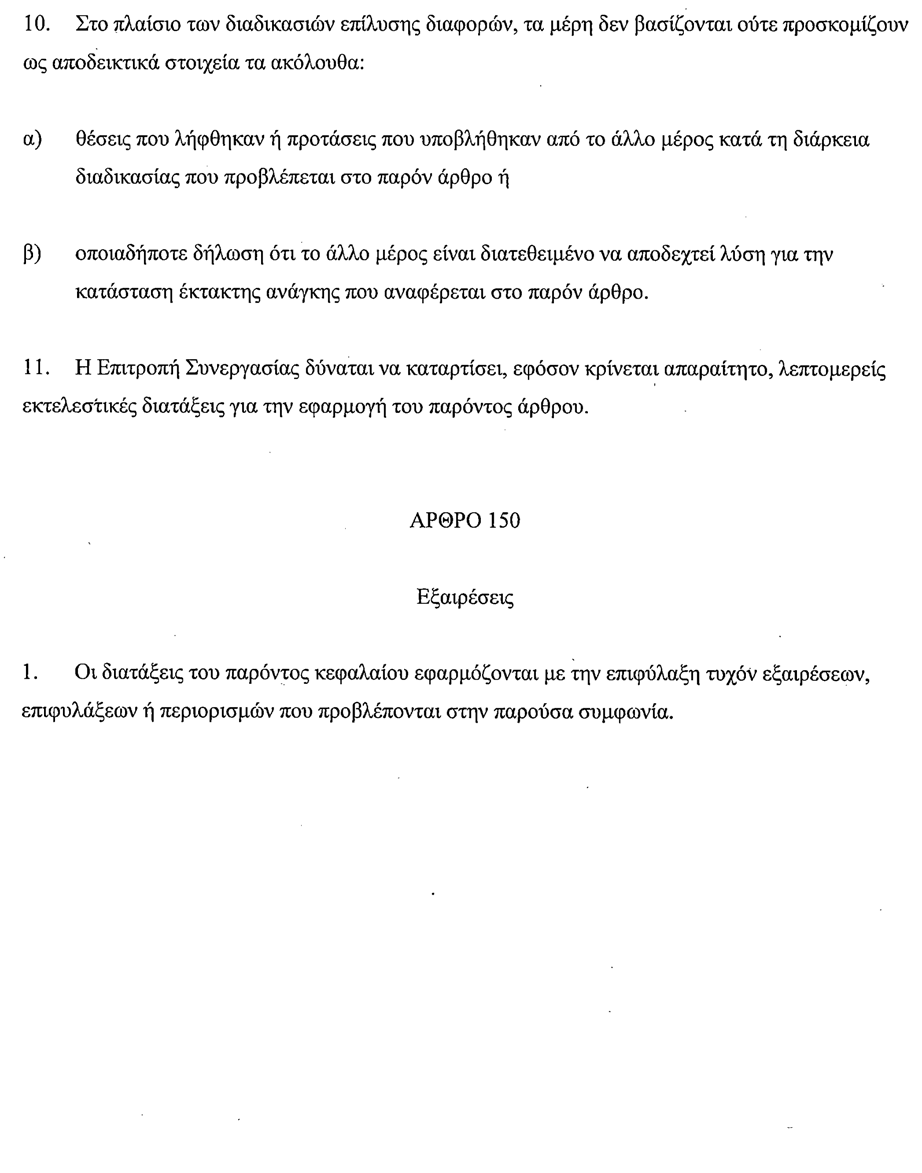 10. Στο πλαίσιο των διαδικασιών επίλυσης διαφορών, τα μέρη δεν βασίζονται ούτε προσκομίζουν
ως αποδεικτικά στοιχεία τα ακόλουθα:
α) θέσεις που λήφθηκαν ή προτάσεις που υποβλήθηκαν από το άλλο μέρος κατά τη διάρκεια
διαδικασίας που προβλέπεται στο παρόν άρθρο ή
β) οποιαδήποτε δήλωση ότι το άλλο μέρος είναι διατεθειμένο να αποδεχτεί λύση για την
κατάσταση έκτακτης ανάγκης που αναφέρεται στο παρόν άρθρο.
11. Η Επιτροπή Συνεργασίας δύναται να καταρτίσει, εφόσον κρίνεται απαραίτητο, λεπτομερείς
εκτελεστικές διατάξεις για την εφαρμογή του παρόντος άρθρου.
ΑΡΘΡΟ 150
Εξαιρέσεις
1. Οι διατάξεις του παρόντος κεφαλαίου εφαρμόζονται με την επιφύλαξη τυχόν εξαιρέσεων,
επιφυλάξεων ή περιορισμών που προβλέπονται στην παρούσα συμφωνία.